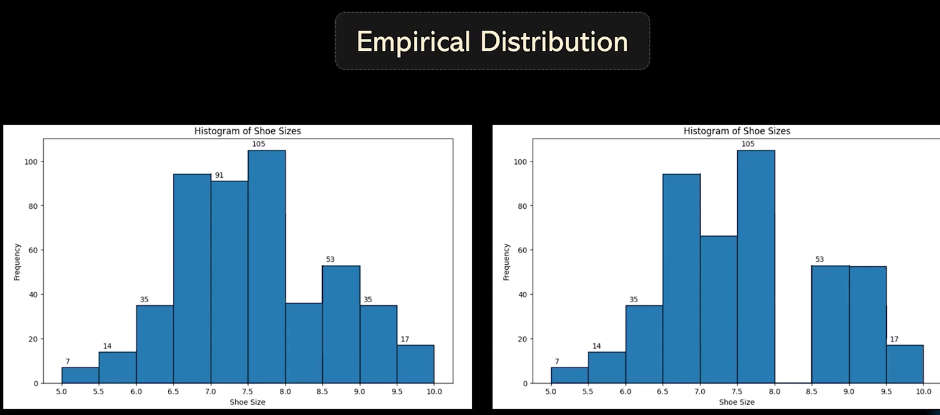 Empirical Distribution
Histogram of Shoe Sizes
105
100
91
80
60
53
40
35
35
20
17
14
7
0
5.0 5.5 6.0 6.5 7.0 7.5 8.0 8.5 9.0 9.5 10.0
Frequency
Shoe Size
Histogram of Shoe Sizes
105
100
80
60
53
40
35
20
17
14
7
0
5.0 5.5 6.0 6.5 7.0 7.5 8.0 8.5 9.0 9.5 10.0
Frequency
Shoe Size